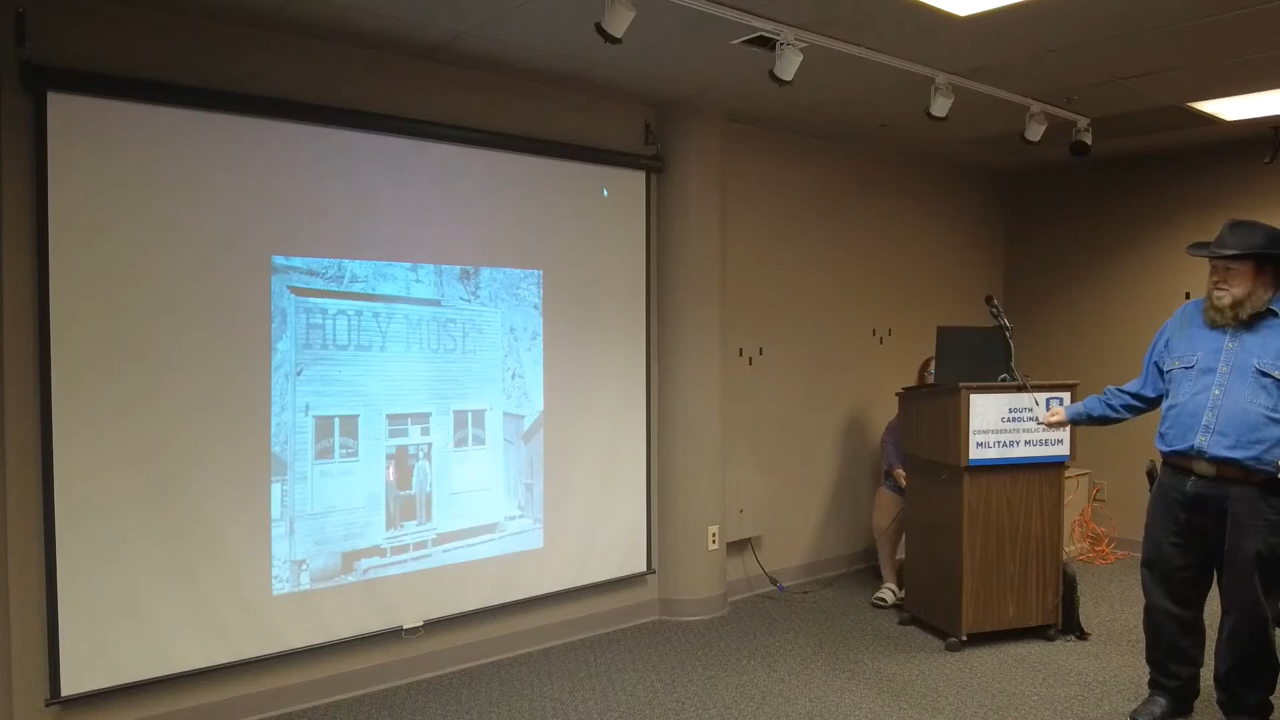 HOLY MOSE
SOUTH
CAROLINA
CONFEDERATE RELIC ROOM &
MILITARY MUSEUM